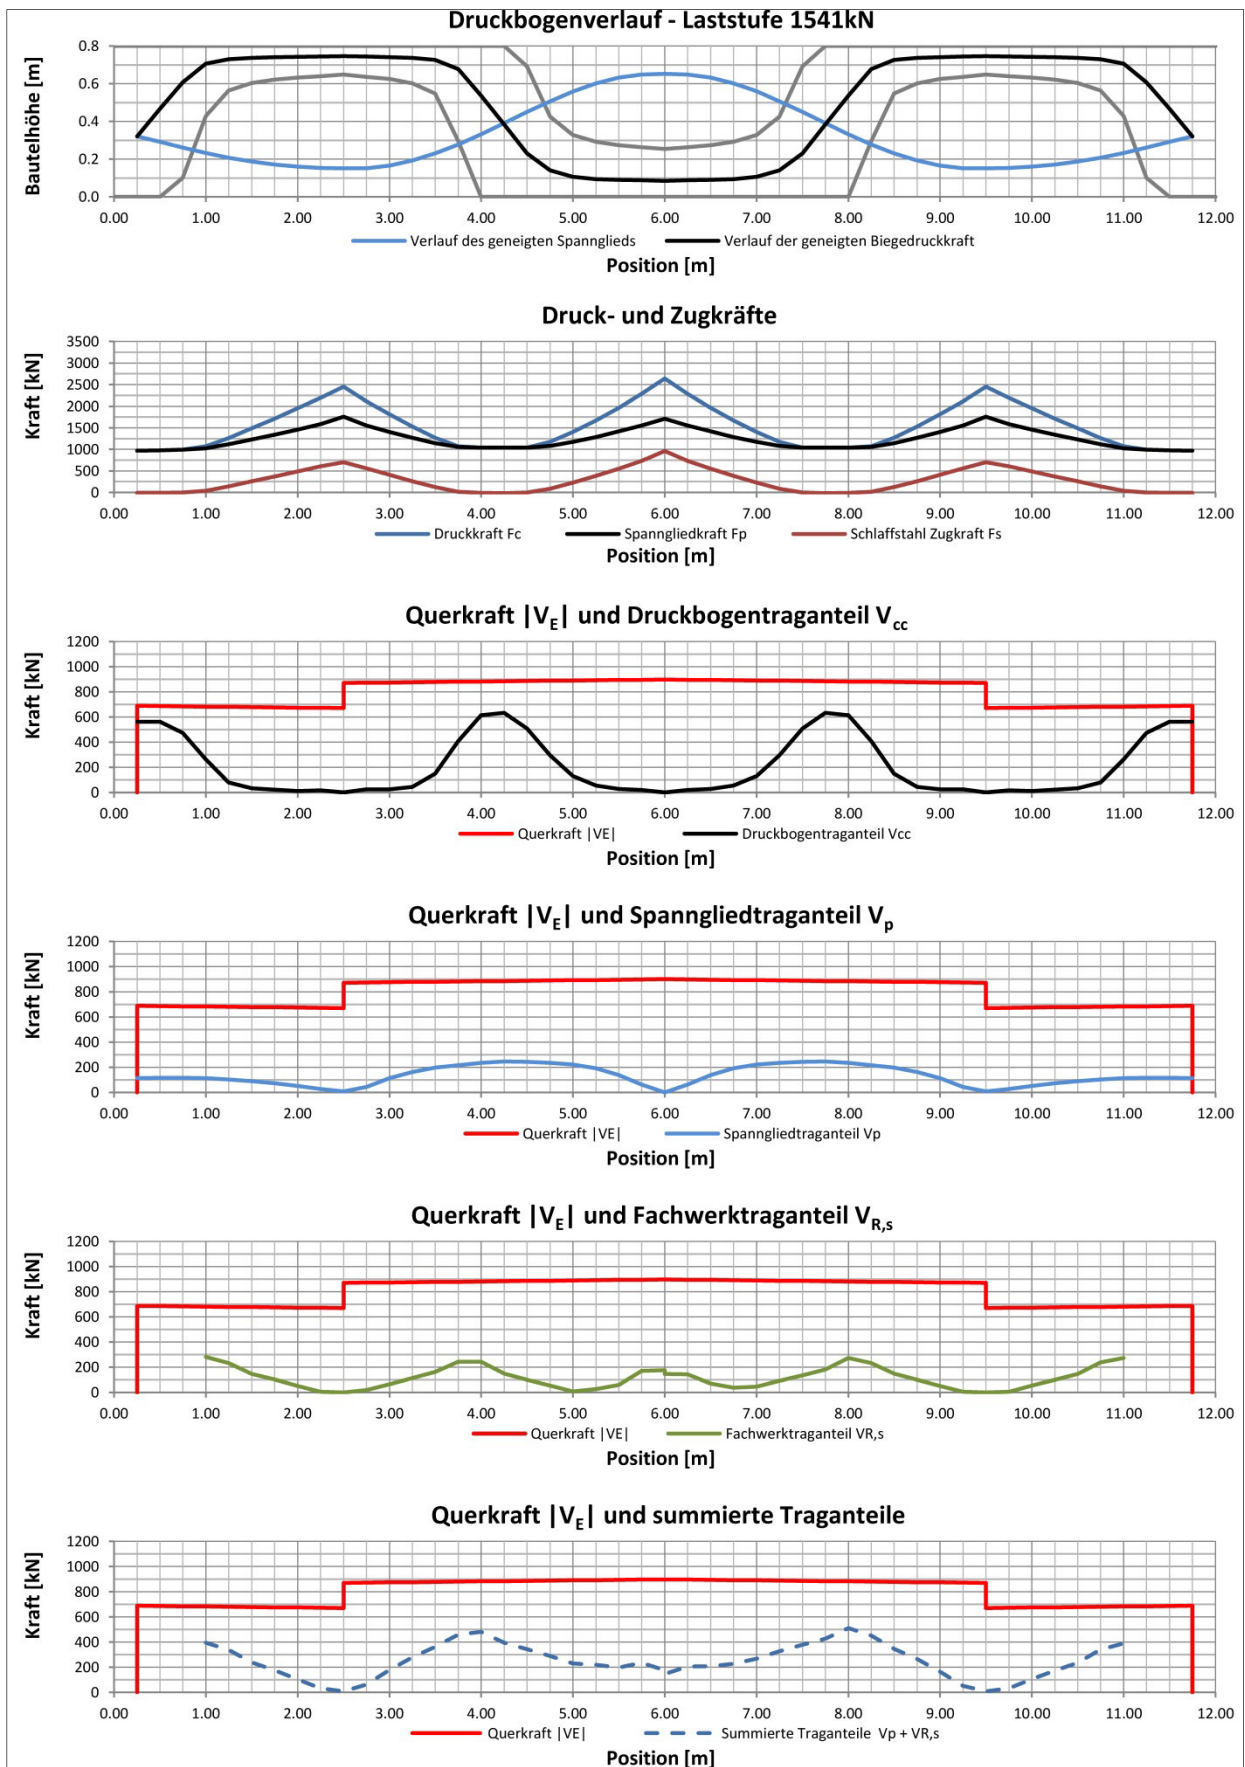 Druckbogenverlauf - Laststufe 1541kN
Bautelhöhe [m]
0.8
0.6
0.4
0.2
0.0
0.00 1.00 2.00 3.00 4.00 5.00 6.00 7.00 8.00 9.00 10.00 11.00 12.00
Verlauf des geneigten Spannglieds Verlauf der geneigten Biegedruckkraft
Position [m]
Druck- und Zugkräfte
Kraft [kN]
3500
3000
2500
2000
1500
1000
500
0
0.00 1.00 2.00 3.00 4.00 5.00 6.00 7.00 8.00 9.00 10.00 11.00 12.00
Druckkraft Fc Spanngliedkraft Fp Schlaffstahl Zugkraft Fs
Position [m]
Querkraft |V_E| und Druckbogentraganteil V_cc
Kraft [kN]
1200
1000
800
600
400
200
0
0.00 1.00 2.00 3.00 4.00 5.00 6.00 7.00 8.00 9.00 10.00 11.00 12.00
Querkraft |VE| Druckbogentraganteil Vcc
Position [m]
Querkraft |V_E| und Spanngliedtraganteil V_p
Kraft [kN]
1200
1000
800
600
400
200
0
0.00 1.00 2.00 3.00 4.00 5.00 6.00 7.00 8.00 9.00 10.00 11.00 12.00
Querkraft |VE| Spanngliedtraganteil Vp
Position [m]
Querkraft |V_E| und Fachwerktraganteil V_R,s
Kraft [kN]
1200
1000
800
600
400
200
0
0.00 1.00 2.00 3.00 4.00 5.00 6.00 7.00 8.00 9.00 10.00 11.00 12.00
Querkraft |VE| Fachwerktraganteil VR,s
Position [m]
Querkraft |V_E| und summierte Traganteile
Kraft [kN]
1200
1000
800
600
400
200
0
0.00 1.00 2.00 3.00 4.00 5.00 6.00 7.00 8.00 9.00 10.00 11.00 12.00
Querkraft |VE| Summierte Traganteile Vp + VR,s
Position [m]